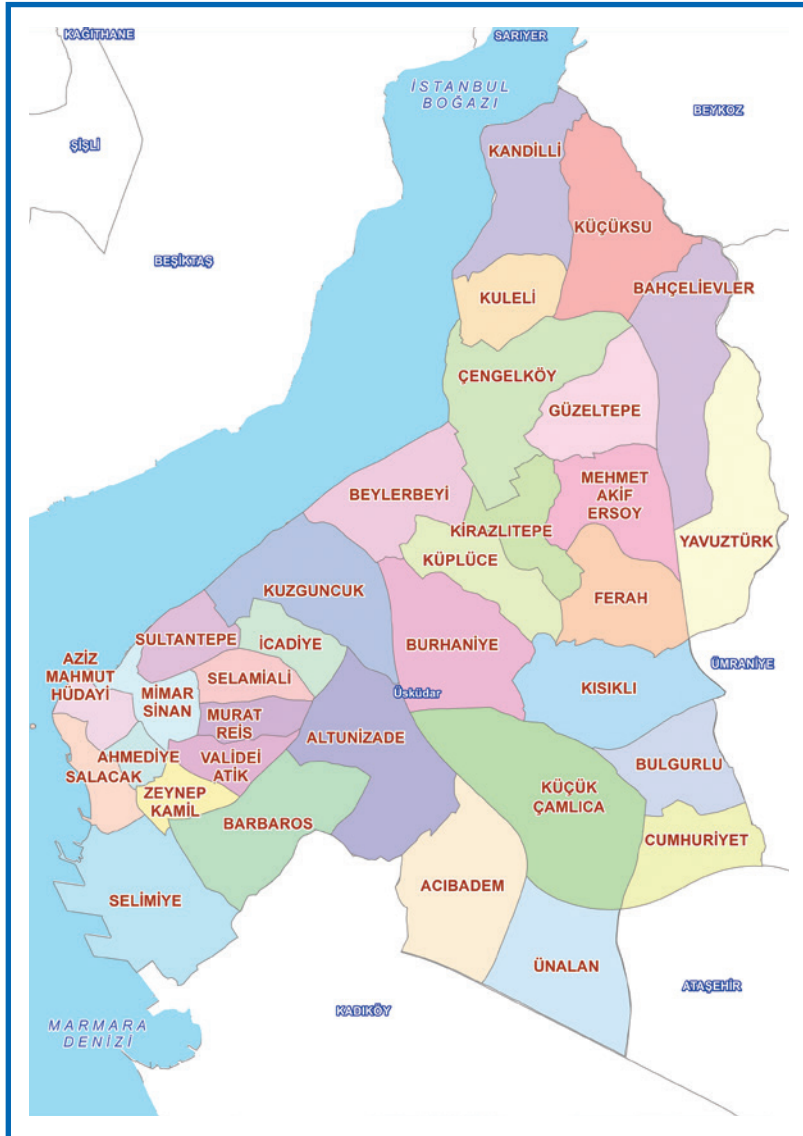 KAĞITHANE
SARIYER
İSTANBUL
BOĞAZI
BEYKOZ
ŞİŞLİ
KANDİLLİ
KÜÇÜKSU
BEŞİKTAŞ
BAHÇELİEVLER
KULELİ
ÇENGELKÖY
GÜZELTEPE
BEYLERBEYİ
MEHMET
AKİF
ERSOY
KİRAZLITEPE
YAVUZTÜRK
KÜPLÜCE
KUZGUNCUK
FERAH
SULTANTEPE
İCADİYE
BURHANİYE
AZİZ
MAHMUT
HÜDAYİ
SELAMİALİ
ÜMRANİYE
MİMAR
SİNAN
KISIKLI
Üsküdar
MURAT
REİS
ALTUNİZADE
AHMEDİYE
VALİDEİ
ATİK
SALACAK
BULGURLU
ZEYNEP
KAMİL
KÜÇÜK
ÇAMLICA
BARBAROS
CUMHURİYET
ACIBADEM
SELİMİYE
ÜNALAN
ATAŞEHİR
KADIKÖY
MARMARA
DENİZİ